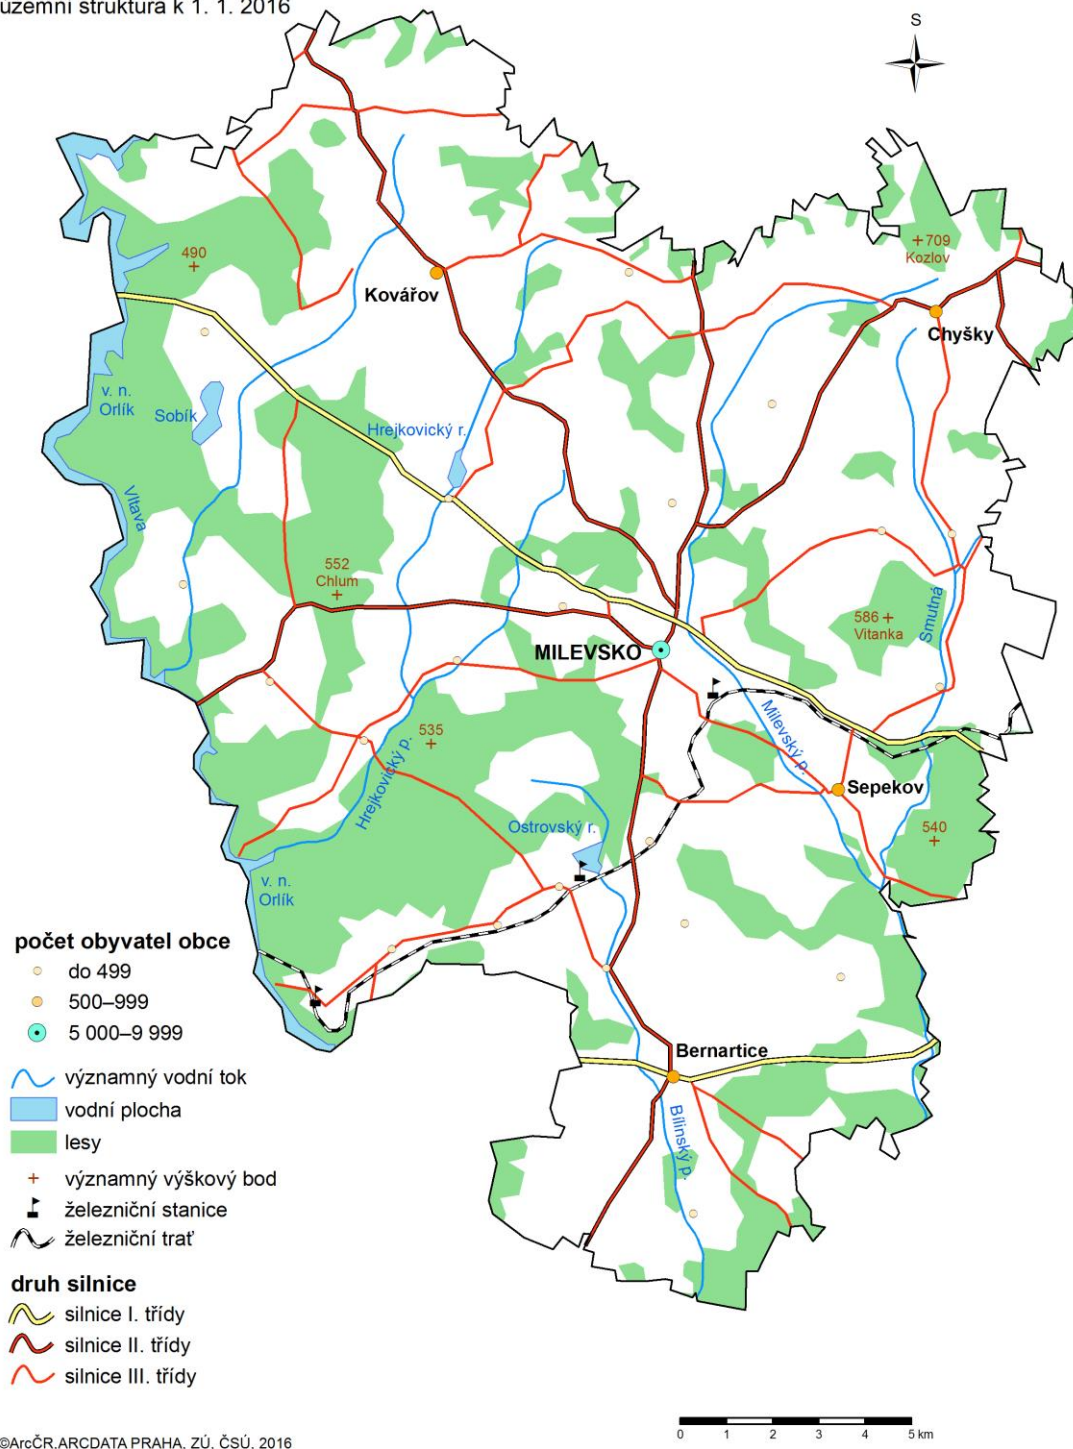 územní struktura k 1. 1. 2016
S
490
709
Kozlov
Kovářov
Chyšky
v. n.
Orlík
Sobík
Hrejkovický r.
Vltava
552
Chlum
586
Vitanka
Smutná
MILEVSKO
Milevský p.
535
Hrejkovický p.
Sepekov
Ostrovský r.
540
v. n.
Orlík
Bernartice
Bílinský p.
počet obyvatel obce
do 499
500–999
5 000–9 999
významný vodní tok
vodní plocha
lesy
významný výškový bod
železniční stanice
železniční trať
druh silnice
silnice I. třídy
silnice II. třídy
silnice III. třídy
0 1 2 3 4 5 km
©ArcČR,ARCDATA PRAHA, ZÚ, ČSÚ, 2016